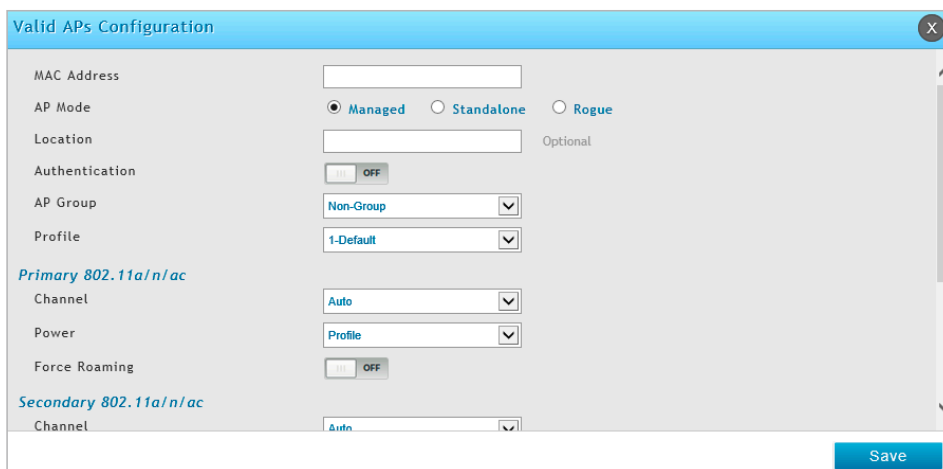 Valid APs Configuration
X
MAC Address
AP Mode Managed Standalone Rogue
Location Optional
Authentication OFF
AP Group Non-Group
Profile 1-Default
Primary 802.11a/n/ac
Channel Auto
Power Profile
Force Roaming OFF
Secondary 802.11a/n/ac
Channel Auto
Save